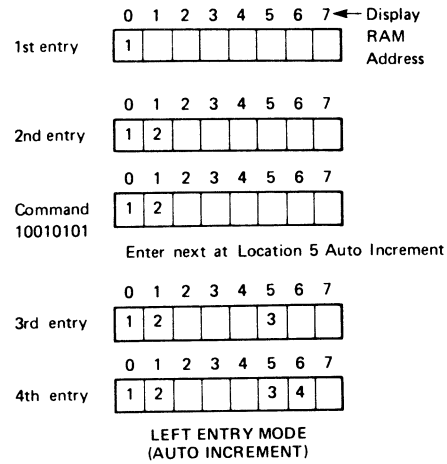 0 1 2 3 4 5 6 7 Display
RAM
Address
1st entry 1
0 1 2 3 4 5 6 7
2nd entry 1 2
0 1 2 3 4 5 6 7
Command 1 2
10010101
Enter next at Location 5 Auto Increment
0 1 2 3 4 5 6 7
3rd entry 1 2 3
0 1 2 3 4 5 6 7
4th entry 1 2 3 4
LEFT ENTRY MODE
(AUTO INCREMENT)